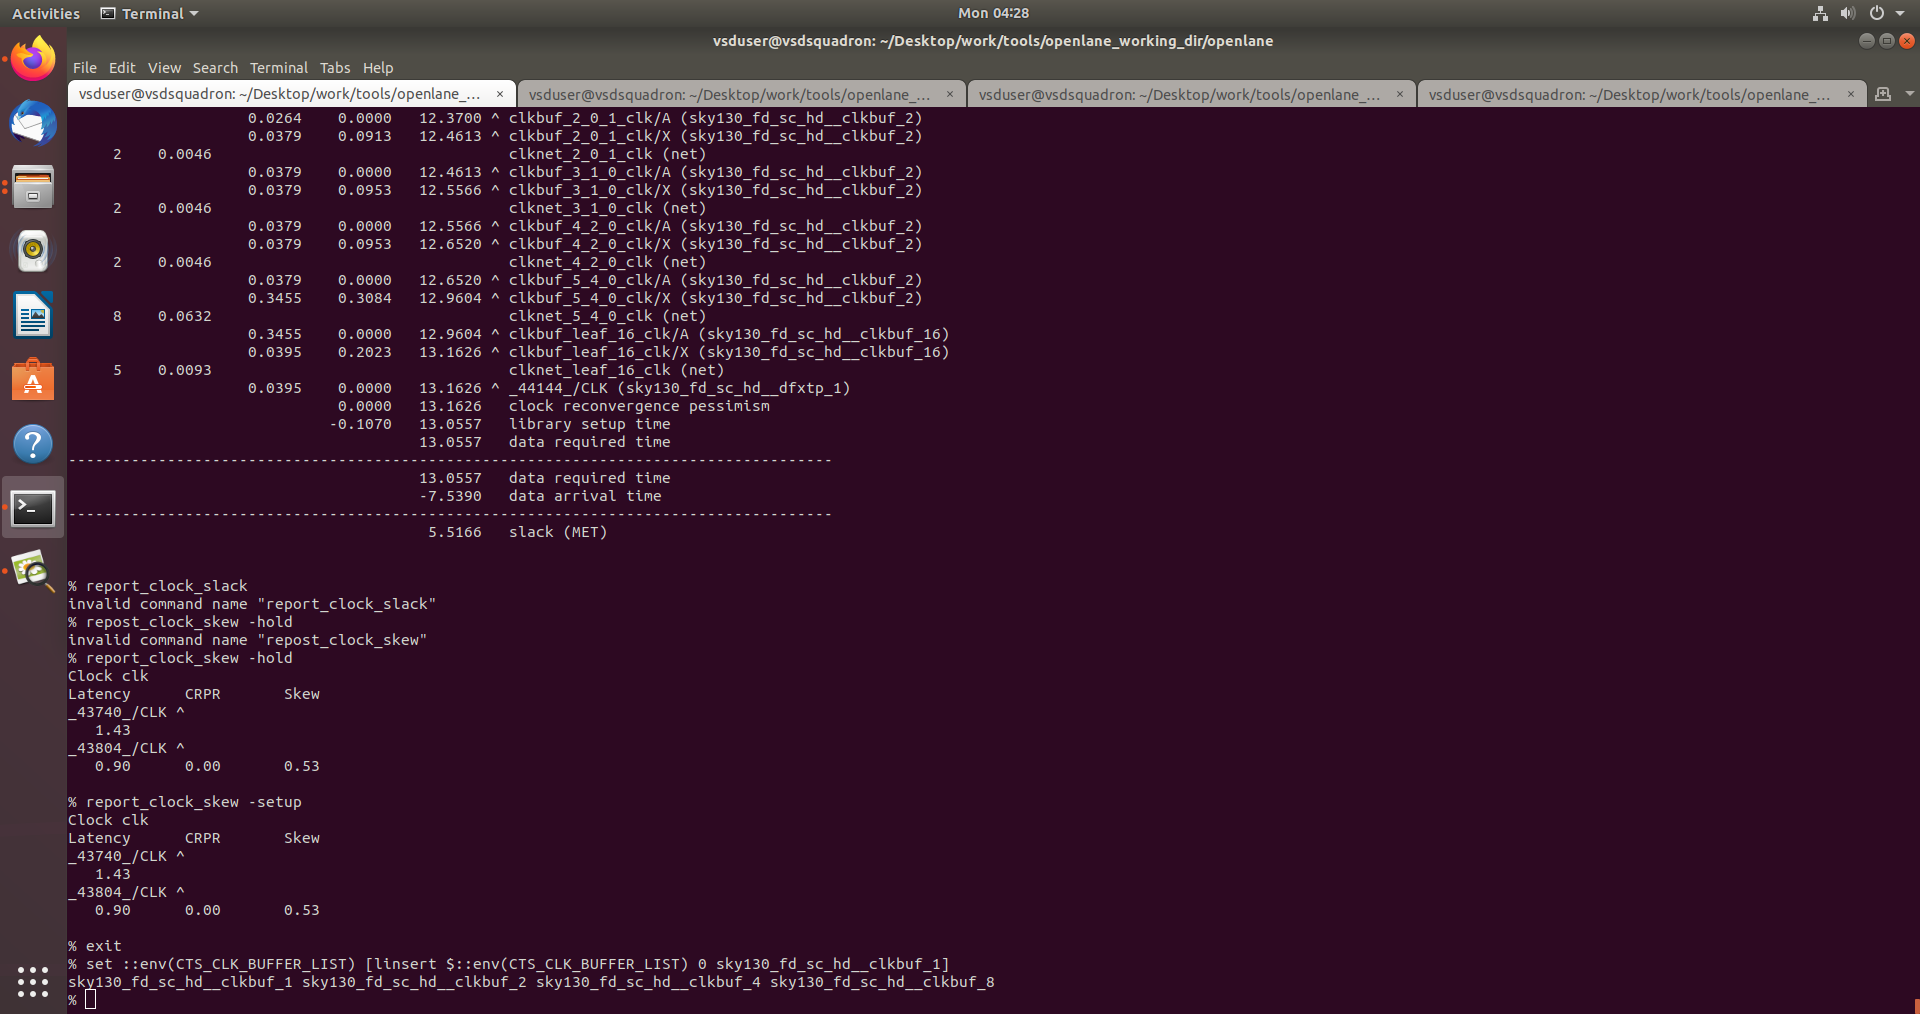 Activities Terminal Mon 04:28
vsduser@vsdsquadron: ~/Desktop/work/tools/openlane_working_dir/openlane
File Edit View Search Terminal Tabs Help
vsduser@vsdsquadron: ~/Desktop/work/tools/openlane_... × vsduser@vsdsquadron: ~/Desktop/work/tools/openlane_... × vsduser@vsdsquadron: ~/Desktop/work/tools/openlane_... × vsduser@vsdsquadron: ~/Desktop/work/tools/openlane_... ×
0.0264 0.0000 12.3700 ^ clkbuf_2_0_1_clk/A (sky130_fd_sc_hd__clkbuf_2)
0.0379 0.0913 12.4613 ^ clkbuf_2_0_1_clk/X (sky130_fd_sc_hd__clkbuf_2)
2 0.0046 clknet_2_0_1_clk (net)
0.0379 0.0000 12.4613 ^ clkbuf_3_1_0_clk/A (sky130_fd_sc_hd__clkbuf_2)
0.0379 0.0953 12.5566 ^ clkbuf_3_1_0_clk/X (sky130_fd_sc_hd__clkbuf_2)
2 0.0046 clknet_3_1_0_clk (net)
0.0379 0.0000 12.5566 ^ clkbuf_4_2_0_clk/A (sky130_fd_sc_hd__clkbuf_2)
0.0379 0.0953 12.6520 ^ clkbuf_4_2_0_clk/X (sky130_fd_sc_hd__clkbuf_2)
2 0.0046 clknet_4_2_0_clk (net)
0.0379 0.0000 12.6520 ^ clkbuf_5_4_0_clk/A (sky130_fd_sc_hd__clkbuf_2)
0.3455 0.3084 12.9604 ^ clkbuf_5_4_0_clk/X (sky130_fd_sc_hd__clkbuf_2)
8 0.0632 clknet_5_4_0_clk (net)
0.3455 0.0000 12.9604 ^ clkbuf_leaf_16_clk/A (sky130_fd_sc_hd__clkbuf_16)
0.0395 0.2023 13.1626 ^ clkbuf_leaf_16_clk/X (sky130_fd_sc_hd__clkbuf_16)
5 0.0093 clknet_leaf_16_clk (net)
0.0395 0.0000 13.1626 ^ _44144_/CLK (sky130_fd_sc_hd__dfxtp_1)
0.0000 13.1626 clock reconvergence pessimism
-0.1070 13.0557 library setup time
13.0557 data required time
-------------------------------------------------------------------------------------
13.0557 data required time
-7.5390 data arrival time
-------------------------------------------------------------------------------------
5.5166 slack (MET)
% report_clock_slack
invalid command name "report_clock_slack"
% repost_clock_skew -hold
invalid command name "repost_clock_skew"
% report_clock_skew -hold
Clock clk
Latency CRPR Skew
_43740_/CLK ^
1.43
_43804_/CLK ^
0.90 0.00 0.53
% report_clock_skew -setup
Clock clk
Latency CRPR Skew
_43740_/CLK ^
1.43
_43804_/CLK ^
0.90 0.00 0.53
% exit
% set ::env(CTS_CLK_BUFFER_LIST) [linsert $::env(CTS_CLK_BUFFER_LIST) 0 sky130_fd_sc_hd__clkbuf_1]
sky130_fd_sc_hd__clkbuf_1 sky130_fd_sc_hd__clkbuf_2 sky130_fd_sc_hd__clkbuf_4 sky130_fd_sc_hd__clkbuf_8
%